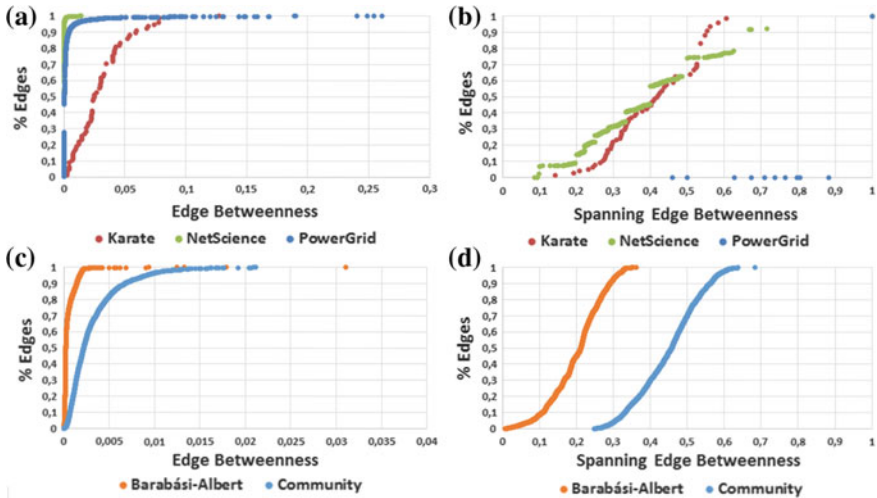 (a)
% Edges
1
0,9
0,8
0,7
0,6
0,5
0,4
0,3
0,2
0,1
0
0 0,05 0,1 0,15 0,2 0,25 0,3
Edge Betweenness
Karate NetScience PowerGrid
(b)
% Edges
1
0,9
0,8
0,7
0,6
0,5
0,4
0,3
0,2
0,1
0
0 0,1 0,2 0,3 0,4 0,5 0,6 0,7 0,8 0,9 1
Spanning Edge Betweenness
Karate NetScience PowerGrid
(c)
% Edges
1
0,9
0,8
0,7
0,6
0,5
0,4
0,3
0,2
0,1
0
0 0,005 0,01 0,015 0,02 0,025 0,03 0,035 0,04
Edge Betweenness
Barabási-Albert Community
(d)
% Edges
1
0,9
0,8
0,7
0,6
0,5
0,4
0,3
0,2
0,1
0
0 0,1 0,2 0,3 0,4 0,5 0,6 0,7 0,8 0,9 1
Spanning Edge Betweenness
Barabási-Albert Community